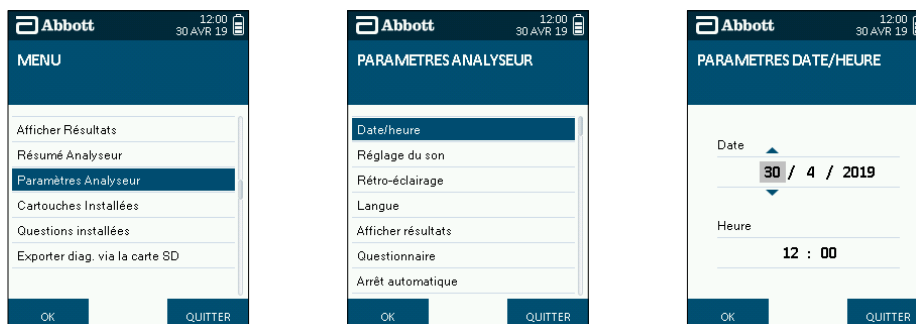 Abbott
12:00
30 AVR 19
MENU
Afficher Résultats
Résumé Analyseur
Paramètres Analyseur
Cartouches Installées
Questions installées
Exporter diag. via la carte SD
OK QUITTER
Abbott
12:00
30 AVR 19
PARAMETRES ANALYSEUR
Date/heure
Réglage du son
Rétro-éclairage
Langue
Afficher résultats
Questionnaire
Arrêt automatique
OK QUITTER
Abbott
12:00
30 AVR 19
PARAMETRES DATE/HEURE
Date
30 / 4 / 2019
Heure
12 : 00
OK QUITTER